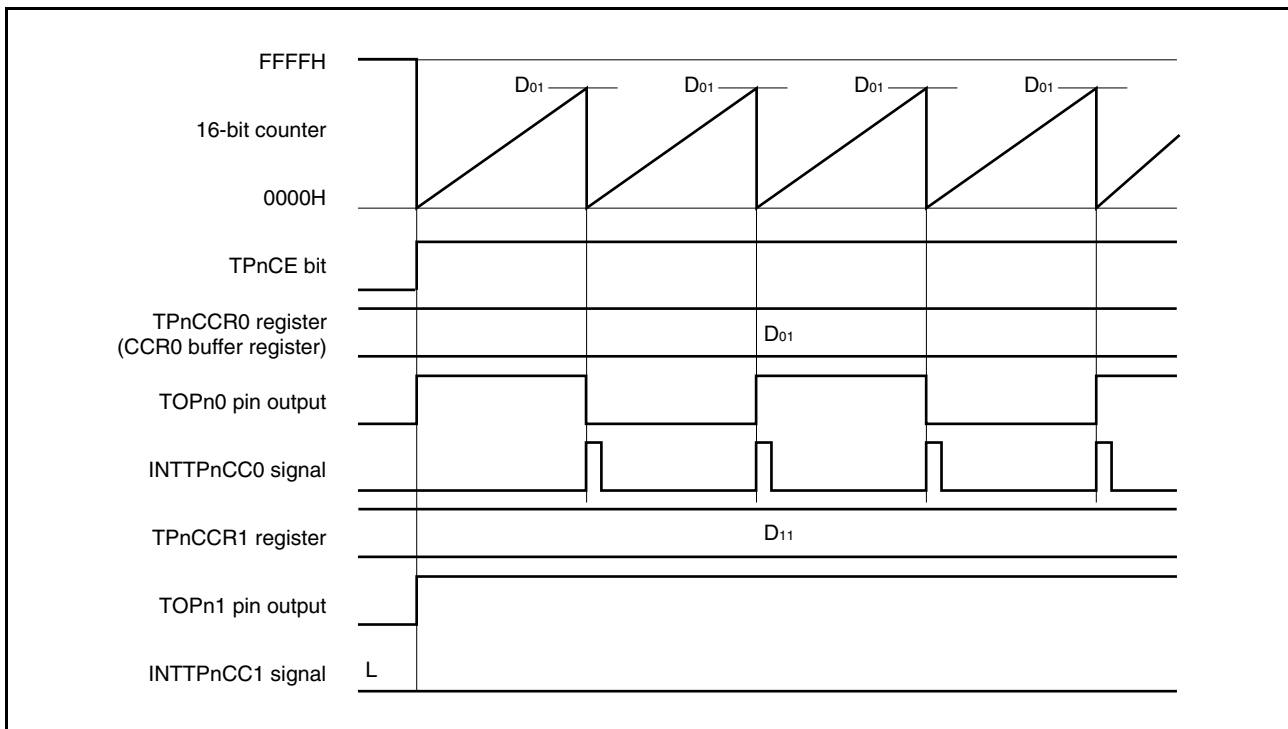 FFFFH
D01 D01 D01 D01
16-bit counter
0000H
TPnCE bit
TPnCCR0 register
(CCR0 buffer register)
D01
TOPn0 pin output
INTTPnCC0 signal
TPnCCR1 register
D11
TOPn1 pin output
INTTPnCC1 signal
L